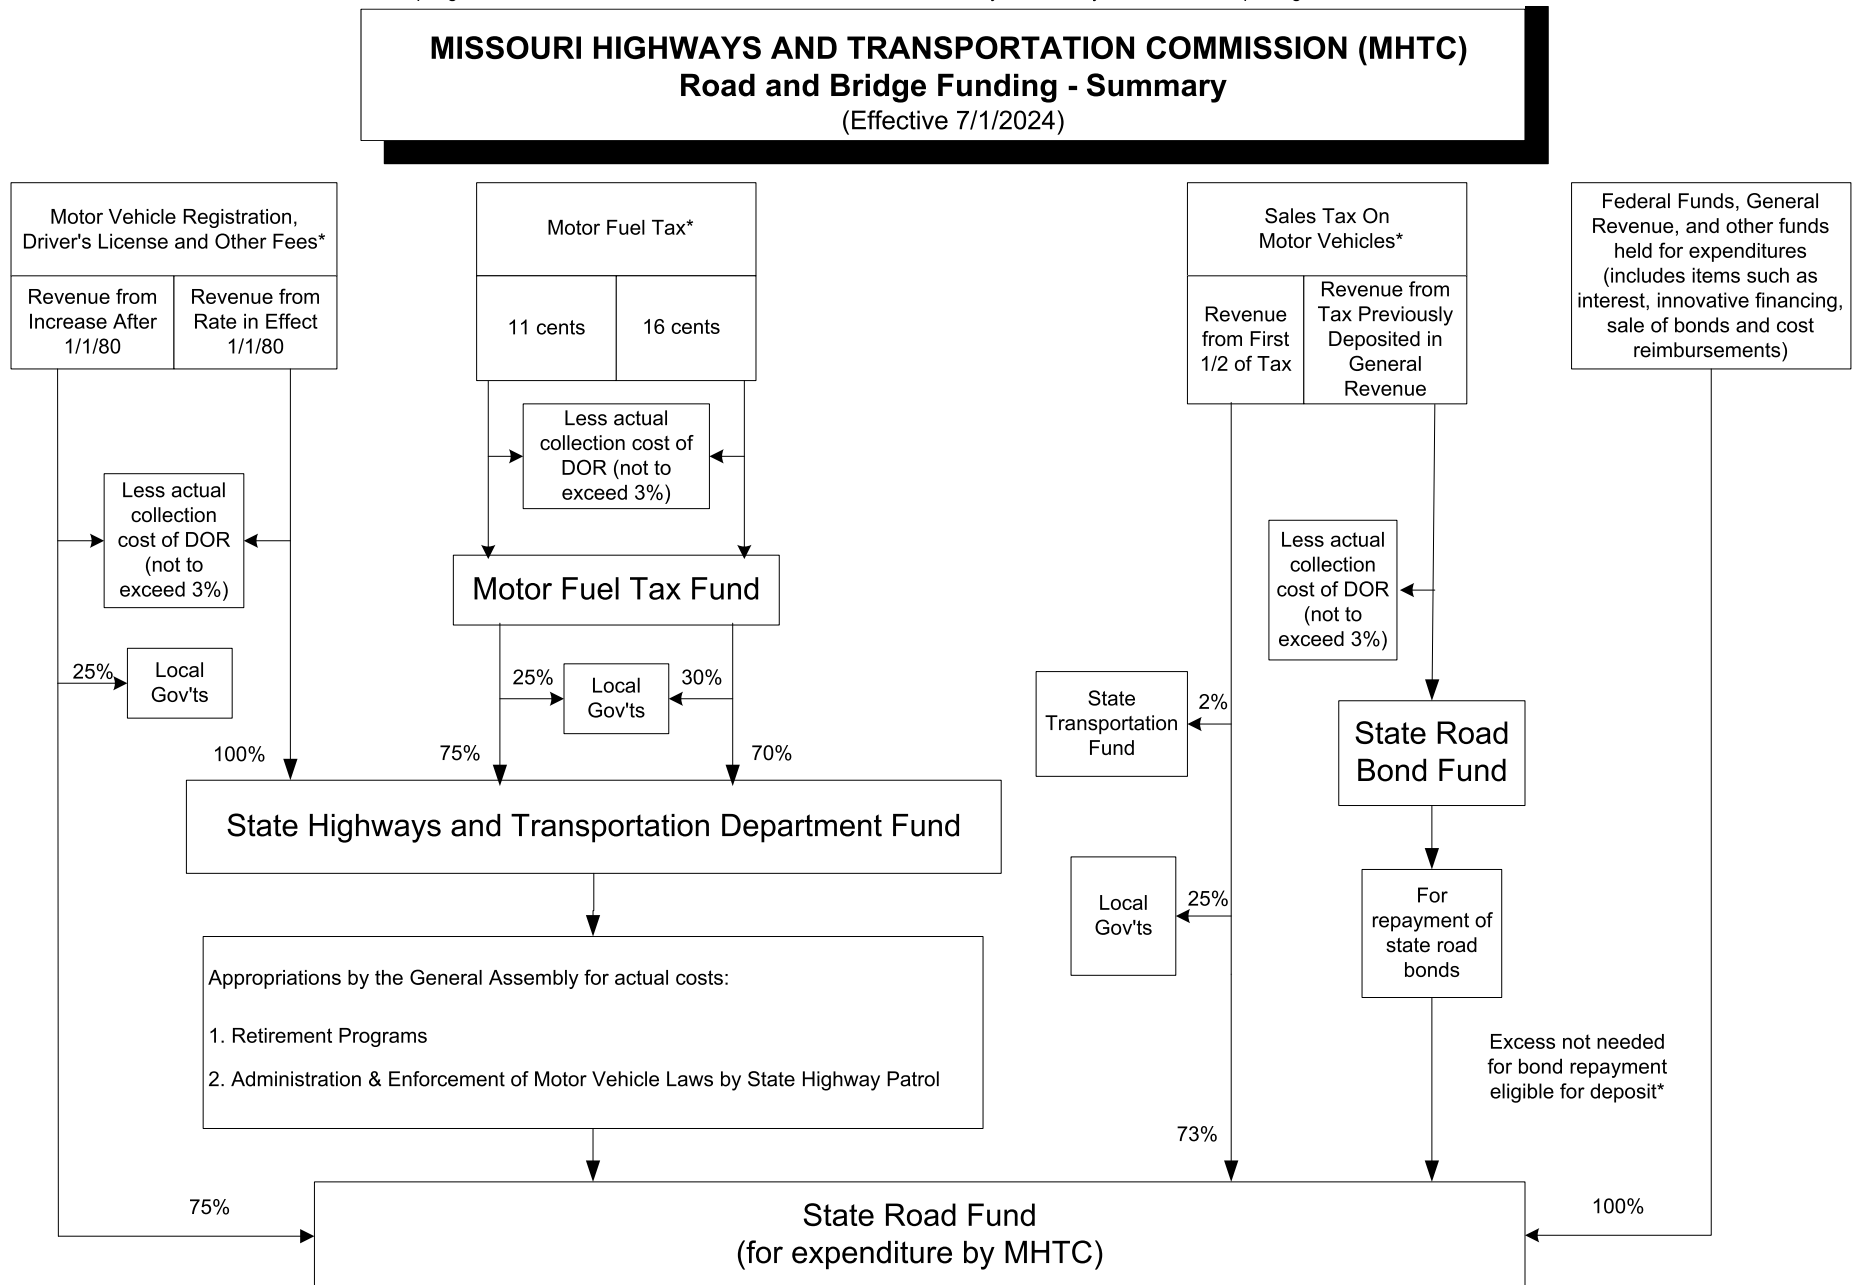 MISSOURI HIGHWAYS AND TRANSPORTATION COMMISSION (MHTC)
Road and Bridge Funding - Summary
(Effective 7/1/2024)
Motor Vehicle Registration,
Driver's License and Other Fees*
Revenue from
Increase After
1/1/80
Revenue from
Rate in Effect
1/1/80
Motor Fuel Tax*
11 cents
16 cents
Sales Tax On
Motor Vehicles*
Revenue
from First
1/2 of Tax
Revenue from
Tax Previously
Deposited in
General
Revenue
Federal Funds, General
Revenue, and other funds
held for expenditures
(includes items such as
interest, innovative financing,
sale of bonds and cost
reimbursements)
Less actual
collection
cost of DOR
(not to
exceed 3%)
Less actual
collection cost of
DOR (not to
exceed 3%)
Less actual
collection
cost of DOR
(not to
exceed 3%)
Motor Fuel Tax Fund
25%
Local
Gov'ts
25%
Local
Gov'ts
30%
100%
75%
70%
State
Transportation
Fund
2%
State Road
Bond Fund
State Highways and Transportation Department Fund
Local
Gov'ts
25%
For
repayment of
state road
bonds
Appropriations by the General Assembly for actual costs:
1. Retirement Programs
2. Administration & Enforcement of Motor Vehicle Laws by State Highway Patrol
Excess not needed
for bond repayment
eligible for deposit*
73%
75%
100%
State Road Fund
(for expenditure by MHTC)